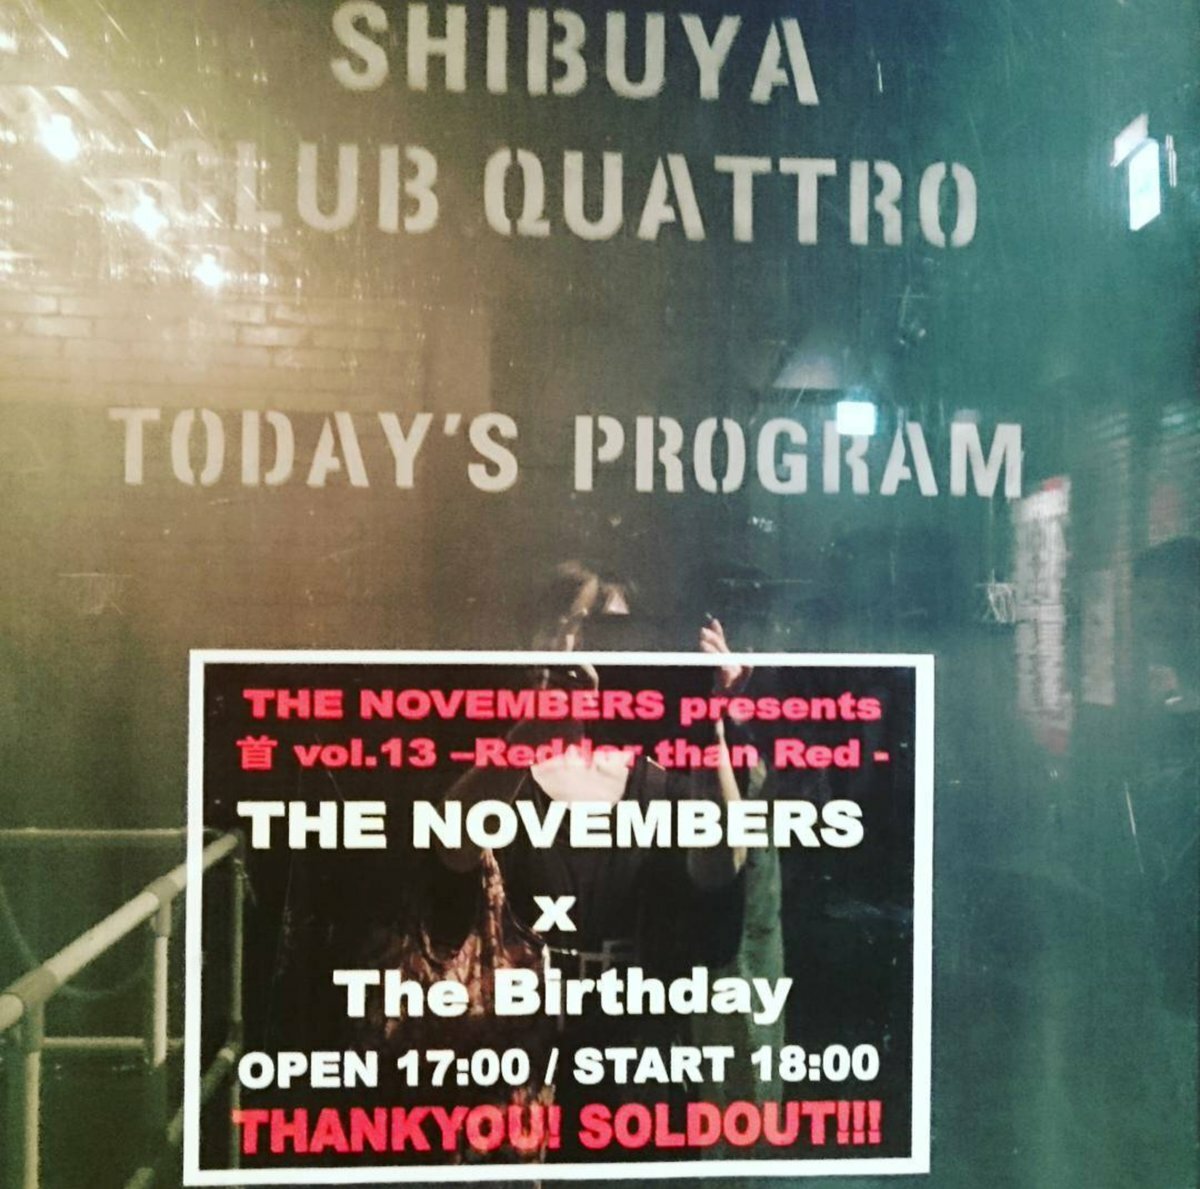 SHIBUYA
CLUB QUATTRO
TODAY'S PROGRAM
THE NOVEMBERS presents
首 vol.13 –Redder than Red -
THE NOVEMBERS
x
The Birthday
OPEN 17:00 / START 18:00
THANKYOU! SOLDOUT!!!